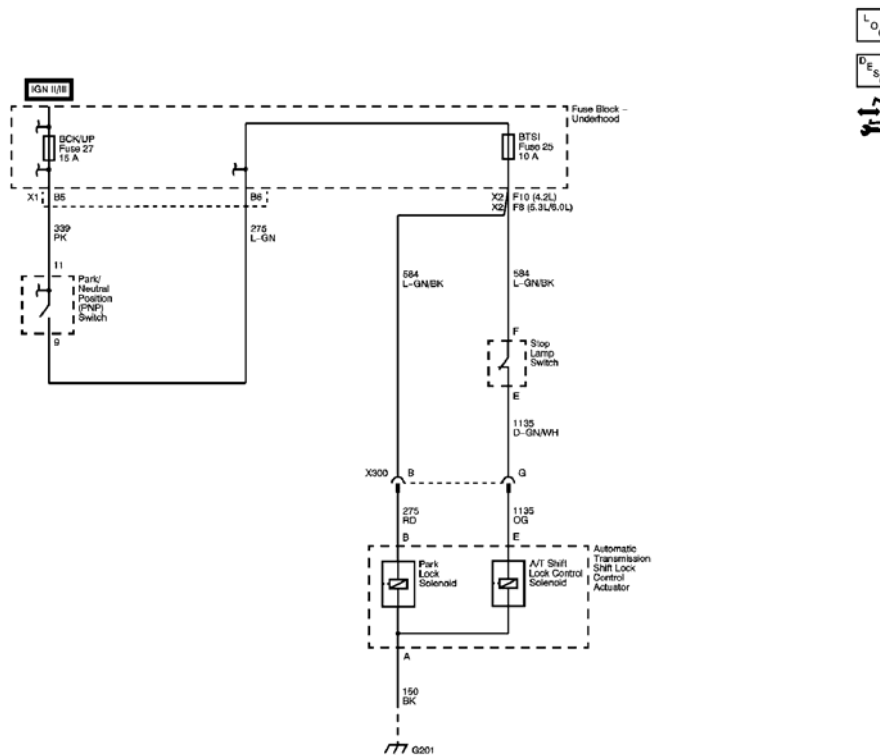 L
O
D
E
S
IGN II/III
Fuse Block –
Underhood
BCK/UP
Fuse 27
15 A
BTSI
Fuse 25
10 A
X1
B5
B6
X2
F10 (4.2L)
X2
F8 (5.3L/6.0L)
339
PK
275
L-GN
11
Park/
Neutral
Position
(PNP)
Switch
9
584
L-GN/BK
584
L-GN/BK
F
Stop
Lamp
Switch
E
1135
D-GN/WH
X300
B
G
275
RD
1135
OG
B
E
Park
Lock
Solenoid
A/T Shift
Lock Control
Solenoid
Automatic
Transmission
Shift Lock
Control
Actuator
A
150
BK
G201